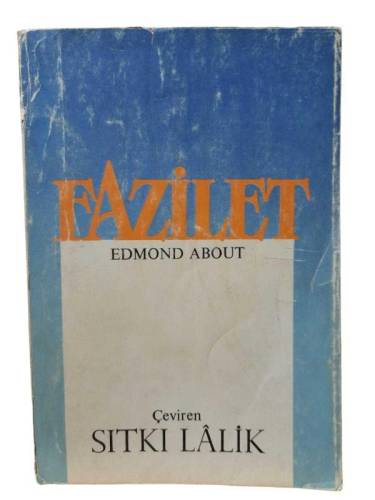 FAZİLET
EDMOND ABOUT
Çeviren
SITKI LÂLİK